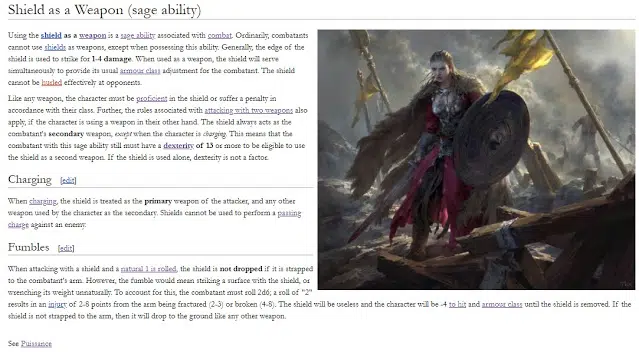 Shield as a Weapon (sage ability)
Using the shield as a weapon is a sage ability associated with combat. Ordinarily, combatants
cannot use shields as weapons, except when possessing this ability. Generally, the edge of
the shield is used to strike for 1-4 damage. When used as a weapon, the shield will serve
simultaneously to provide its usual armour class adjustment for the combatant. The shield
cannot be hurled effectively at opponents.
Like any weapon, the character must be proficient in the shield or suffer a penalty in
accordance with their class. Further, the rules associated with attacking with two weapons also
apply, if the character is using a weapon in their other hand. The shield always acts as the
combatant's secondary weapon, except when the character is charging. This means that the
combatant with this sage ability still must have a dexterity of 13 or more to be eligible to use
the shield as a second weapon. If the shield is used alone, dexterity is not a factor.
Charging [edit]
When charging, the shield is treated as the primary weapon of the attacker, and any other
weapon used by the character as the secondary. Shields cannot be used to perform a passing
charge against an enemy.
Fumbles [edit]
When attacking with a shield and a natural 1 is rolled, the shield is not dropped if it is strapped
to the combatant's arm. However, the fumble would mean striking a surface with the shield, or
wrenching its weight unnaturally. To account for this, the combatant must roll 2d4; a roll of "2"
results in an injury of 2-8 points from the arm being fractured (2-3) or broken (4-8). The shield will be useless and the character will be -4 to hit and armour class until the shield is removed. If the
shield is not strapped to the arm, then it will drop to the ground like any other weapon.
See Puissance